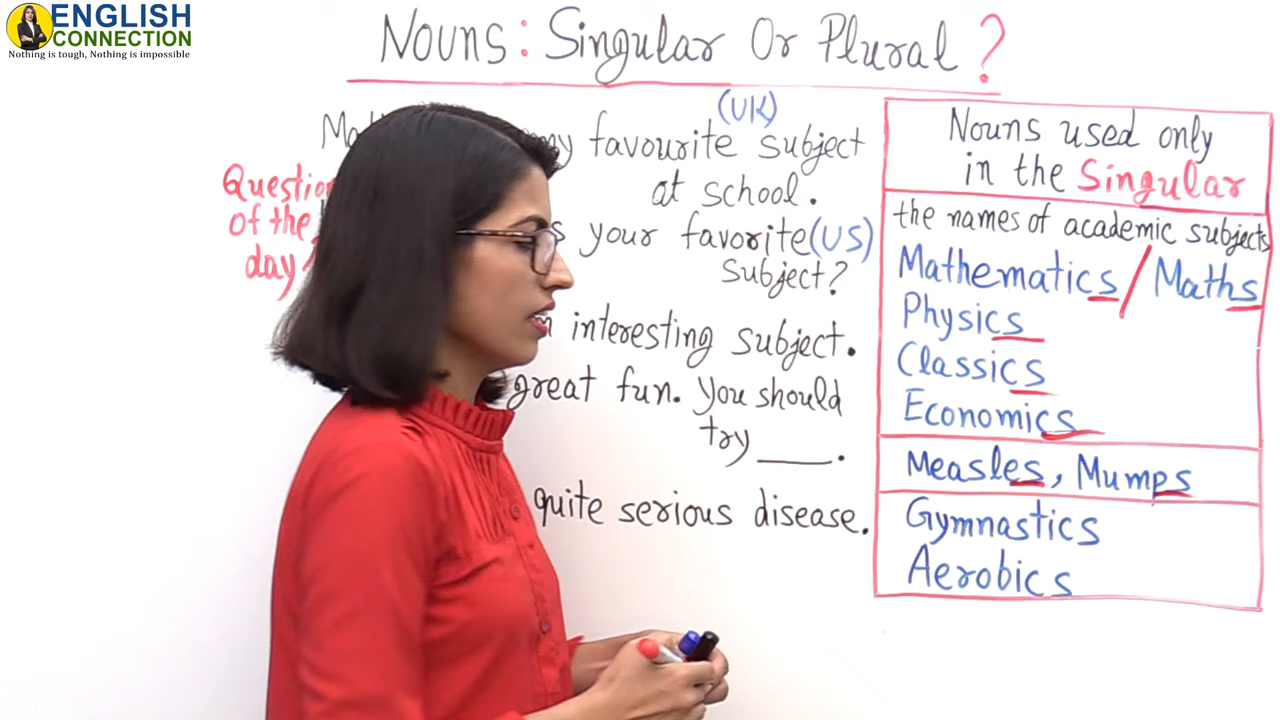 ENGLISH
CONNECTION
Nothing is tough, Nothing is impossible
Nouns: Singular Or Plural?
(UK)
my favourite subject
at school.
Question
of the
day
your favorite (US)
subject?
interesting subject.
great fun. You should
try ____.
quite serious disease.
Nouns used only
in the Singular
the names of academic subjects
Mathematics / Maths
Physics
Classics
Economics
Measles, Mumps
Gymnastics
Aerobics